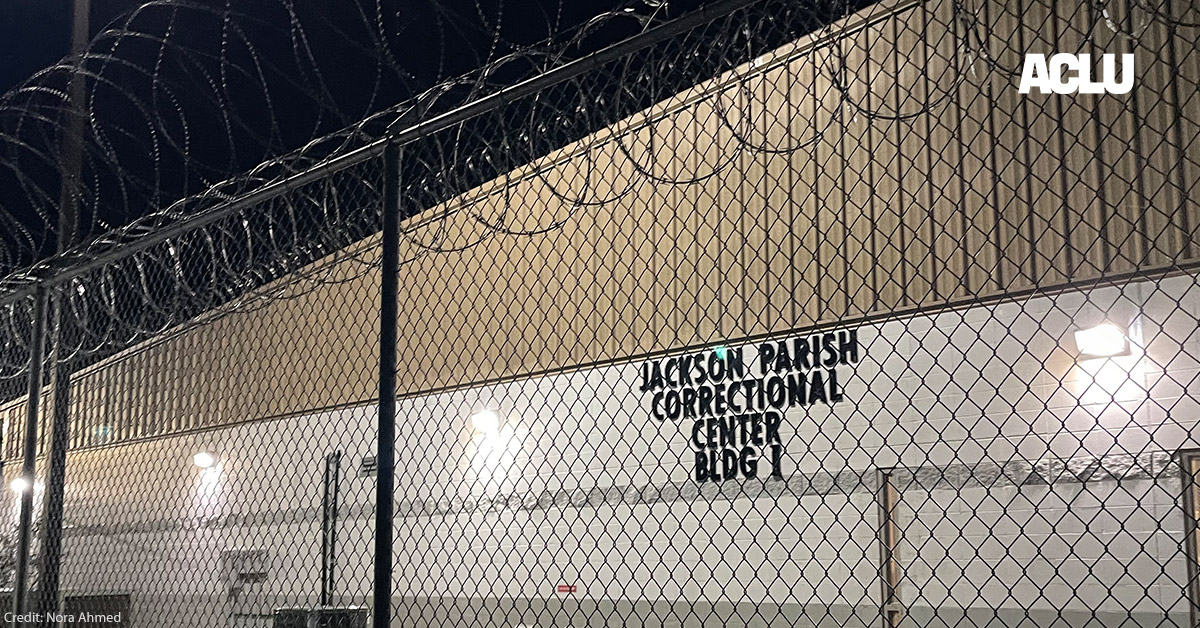 ACLU
JACKSON PARISH
CORRECTIONAL
CENTER
BLDG I
Credit: Nora Ahmed